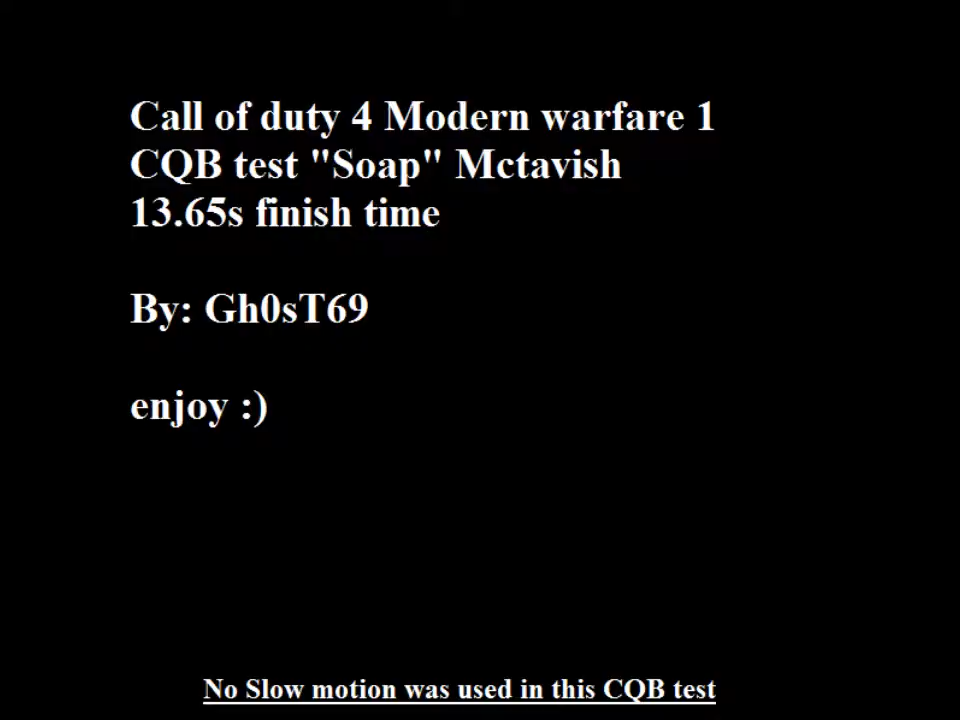 Call of duty 4 Modern warfare 1
CQB test "Soap" Mctavish
13.65s finish time
By: Gh0sT69
enjoy :)
No Slow motion was used in this CQB test